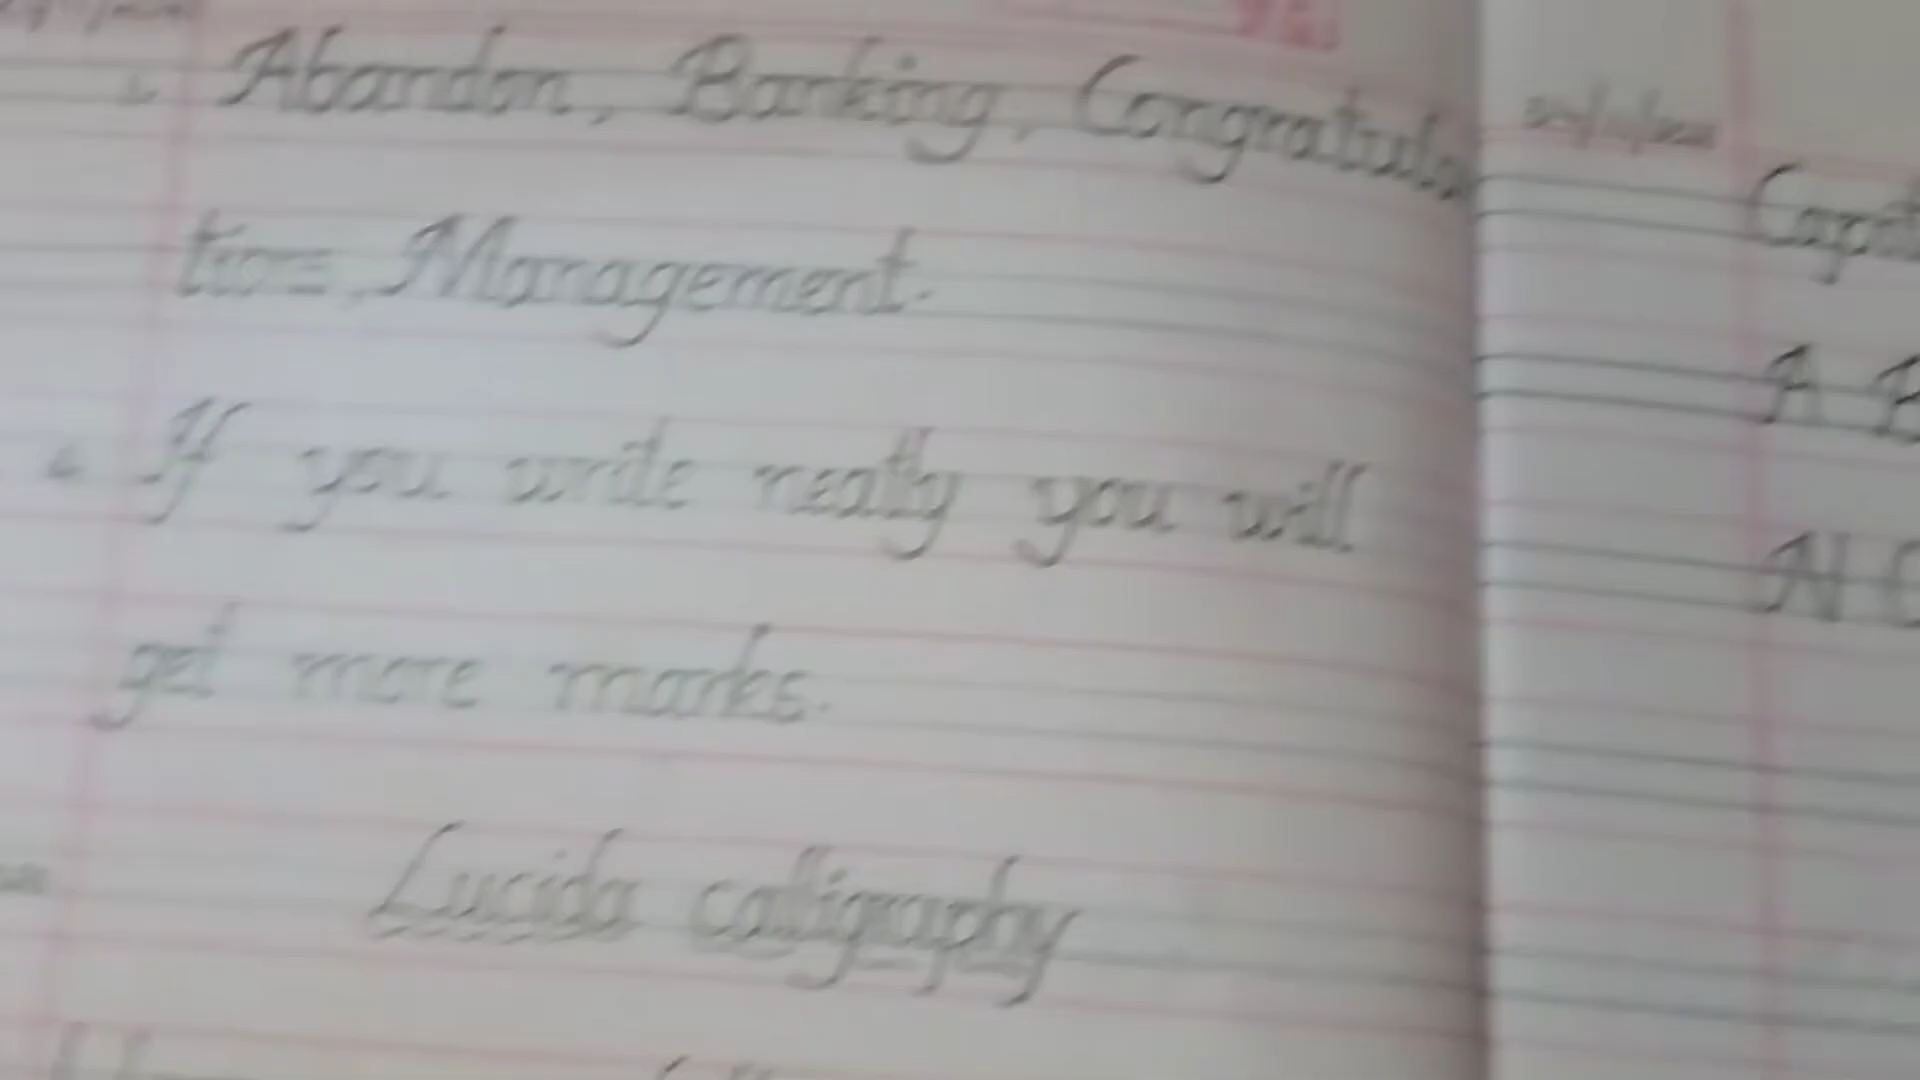 Abandon, Banking, Congratula
tions, Management.
If you write neatly you will
get more marks.
Lucida calligraphy
A B
N O